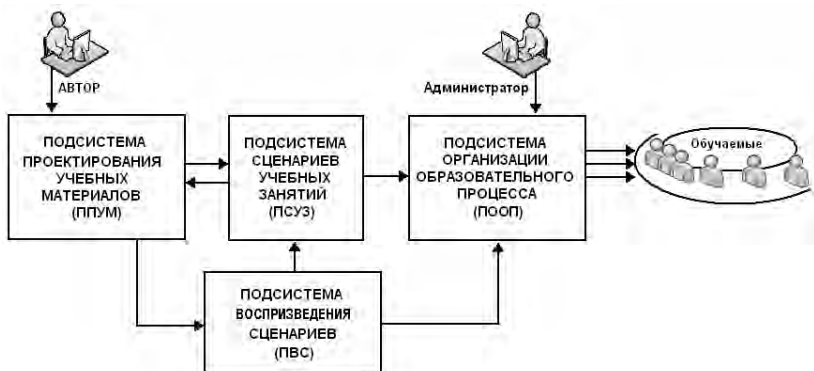 АВТОР
Администратор
ПОДСИСТЕМА
ПРОЕКТИРОВАНИЯ
УЧЕБНЫХ
МАТЕРИАЛОВ
(ППУМ)
ПОДСИСТЕМА
СЦЕНАРИЕВ
УЧЕБНЫХ
ЗАНЯТИЙ
(ПСУЗ)
ПОДСИСТЕМА
ОРГАНИЗАЦИИ
ОБРАЗОВАТЕЛЬНОГО
ПРОЦЕССА
(ПООП)
Обучаемые
ПОДСИСТЕМА
ВОСПРИЗВЕДЕНИЯ
СЦЕНАРИЕВ
(ПВС)